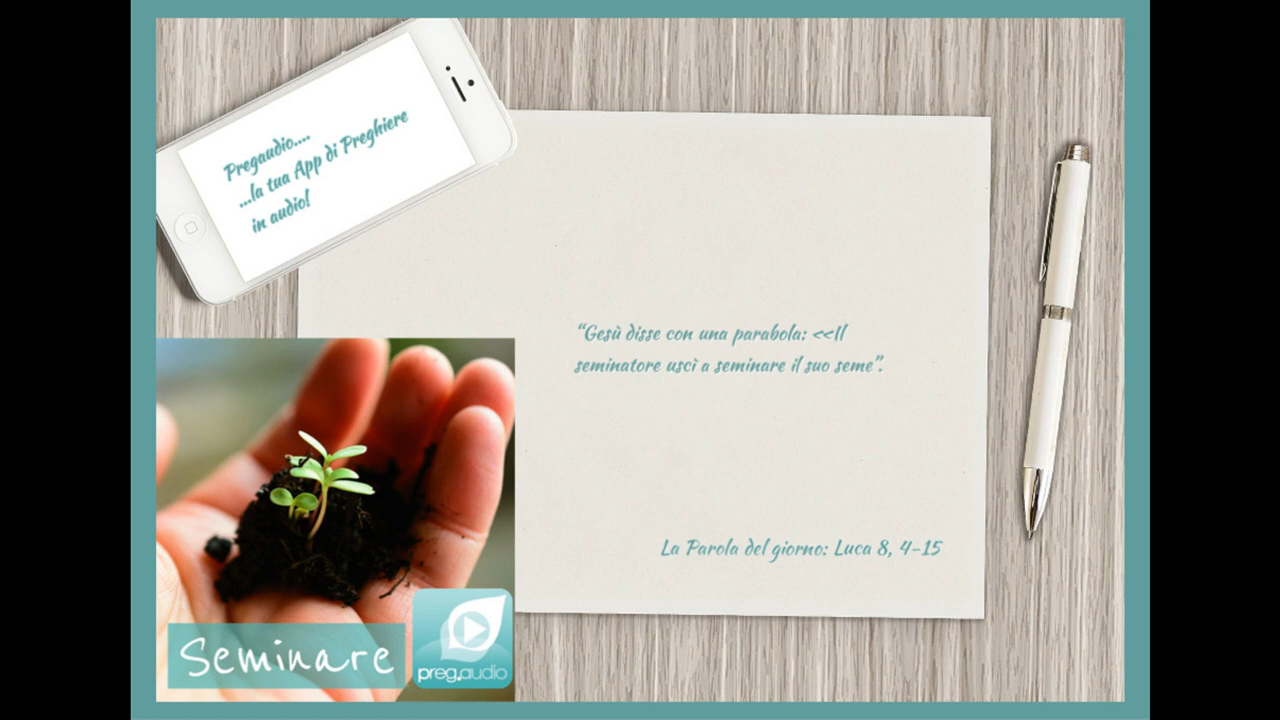 Pregaudio....
...la tua App di Preghiere
in audio!
“Gesù disse con una parabola: <<Il
seminatore uscì a seminare il suo seme”.
La Parola del giorno: Luca 8, 4-15
Seminare
preg.audio